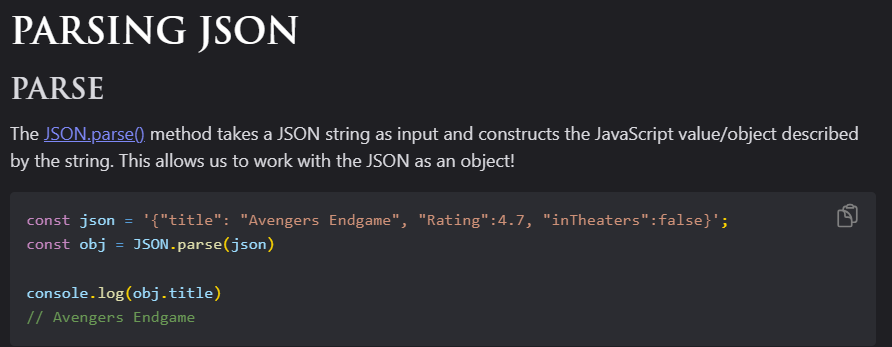 PARSING JSON
PARSE
The JSON.parse() method takes a JSON string as input and constructs the JavaScript value/object described
by the string. This allows us to work with the JSON as an object!
const json = '{"title": "Avengers Endgame", "Rating":4.7, "inTheaters":false}';
const obj = JSON.parse(json)
console.log(obj.title)
// Avengers Endgame